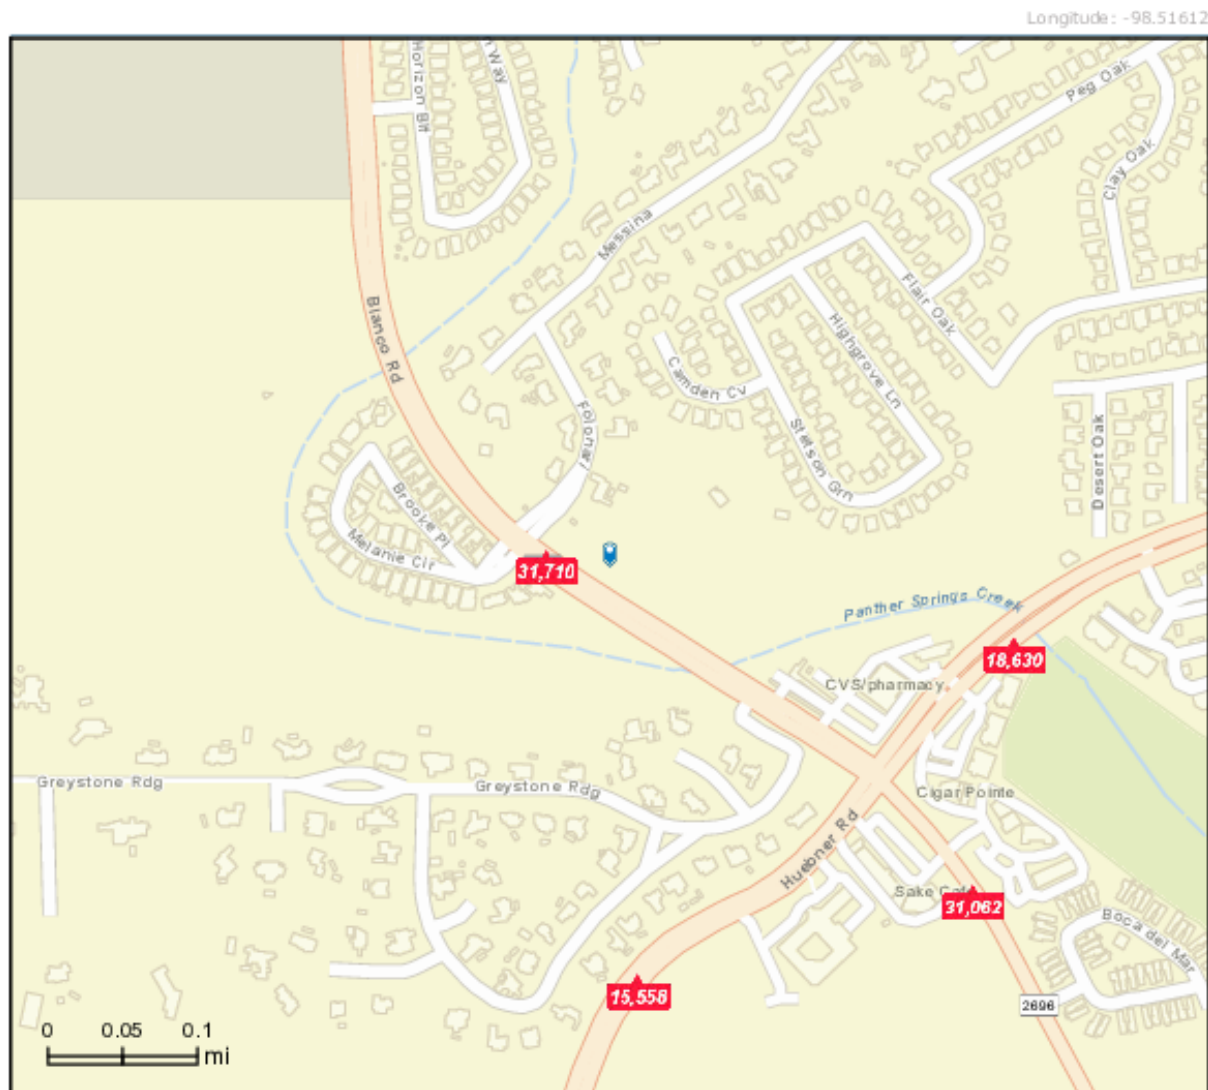 Longitude: -98.51612
Horizon Blf
n Way
Peg Oak
Clay Oak
Messina
Flair Oak
Blanco Rd
Highgrove Ln
Camden Cv
Folonari
Stetson Grn
Desert Oak
Brooke Pl
Melanie Cir
31,710
Panther Springs Creek
18,630
CVS/pharmacy
Greystone Rdg
Greystone Rdg
Cigar Pointe
Huebner Rd
Sake Cafe
31,062
Boca del Mar
15,558
2696
0 0.05 0.1
mi